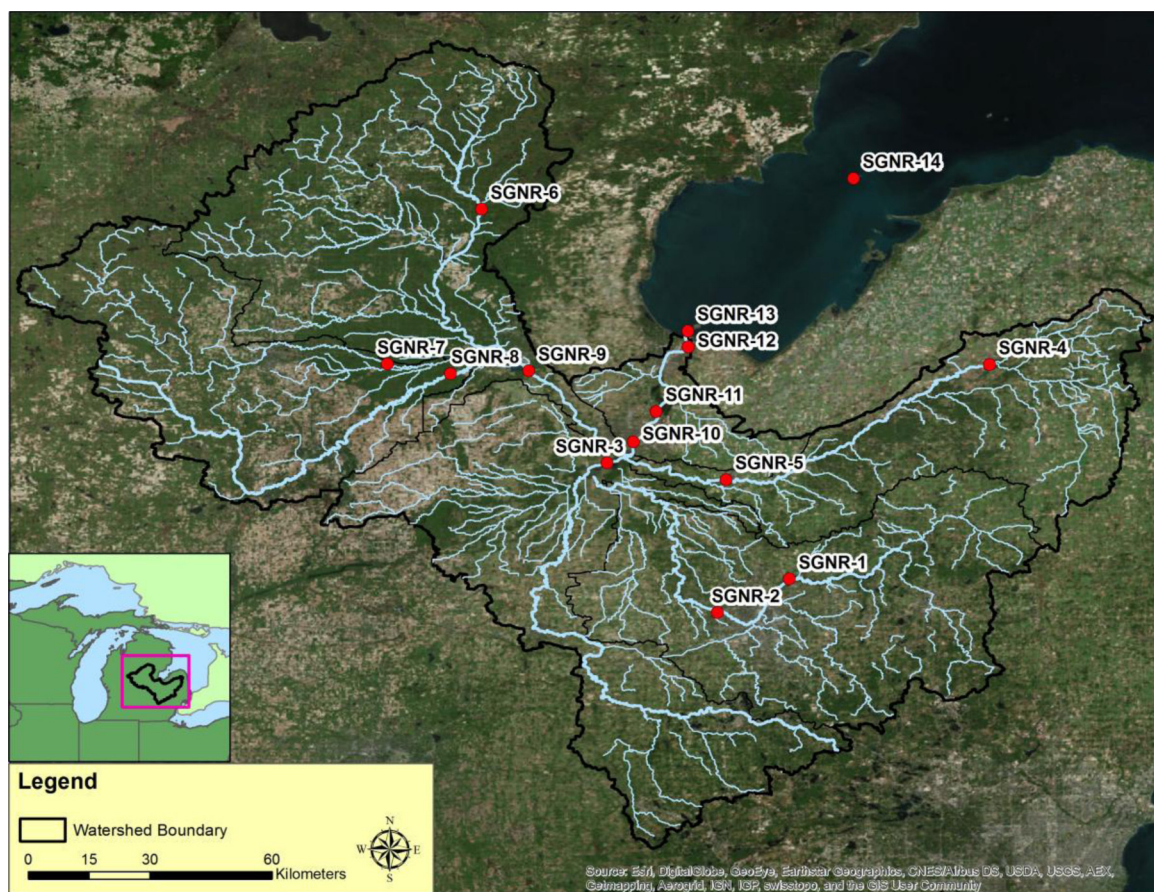 SGNR-14
SGNR-6
SGNR-13
SGNR-12
SGNR-7
SGNR-8
SGNR-9
SGNR-4
SGNR-11
SGNR-10
SGNR-3
SGNR-5
SGNR-1
SGNR-2
Legend
Watershed Boundary
N
W E
S
0 15 30 60
Kilometers
Source: Esri, DigitalGlobe, GeoEye, Earthstar Geographics, CNES/Airbus DS, USDA, USGS, AEX,
Getmapping, Aerogrid, IGN, IGP, swisstopo, and the GIS User Community